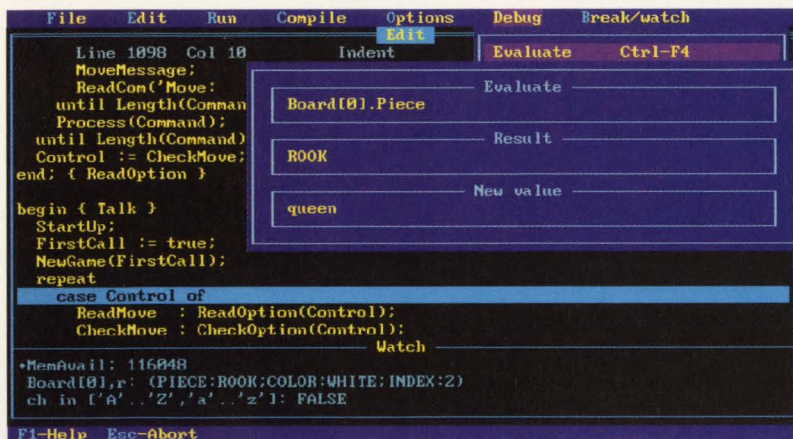 File Edit Run Compile Options Debug Break/watch
Edit
Line 1098 Col 10 Indent
Evaluate Ctrl-F4
MoveMessage;
ReadCom('Move:
until Length(Comman
Process(Command);
until Length(Command)
Control := CheckMove;
end; { ReadOption }
Evaluate
Board[0].Piece
Result
ROOK
New value
queen
begin { Talk }
StartUp;
FirstCall := true;
NewGame(FirstCall);
repeat
case Control of
ReadMove : ReadOption(Control);
CheckMove : CheckOption(Control);
Watch
•MemAvail: 116048
Board[0],r: (PIECE:ROOK;COLOR:WHITE;INDEX:2)
ch in ['A'..'Z','a'..'z']: FALSE
F1-Help Esc-Abort